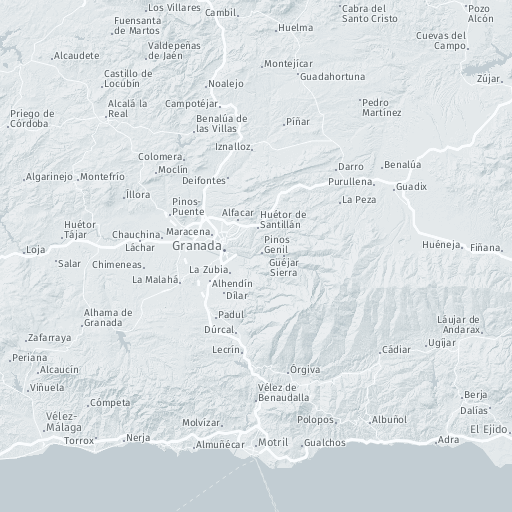 Los Villares
Cambil
Cabra del
Santo Cristo
Pozo
Alcón
Fuensanta
de Martos
Huelma
Cuevas del
Campo
Valdepeñas
de Jaén
Alcaudete
Montejícar
Castillo de
Locubín
Noalejo
Guadahortuna
Zújar
Alcalá la
Real
Campotéjar
Pedro
Martínez
Priego de
Córdoba
Benalúa de
las Villas
Piñar
Iznalloz
Colomera
Moclín
Darro
Benalúa
Algarinejo
Montefrío
Deifontes
Purullena
Guadix
Íllora
Pinos
Puente
La Peza
Alfacar
Huétor de
Santillán
Huétor
Tájar
Chauchina
Maracena
Láchar
Granada
Pinos
Genil
Huéneja
Fiñana
Loja
Salar
Chimeneas
La Zubia
Güéjar
Sierra
La Malahá
Alhendín
Dílar
Alhama de
Granada
Padul
Láujar de
Andarax
Dúrcal
Zafarraya
Lecrín
Cádiar
Ugíjar
Periana
Alcaucín
Órgiva
Viñuela
Vélez de
Benaudalla
Berja
Cómpeta
Dalías
Vélez-
Málaga
Molvízar
Polopos
Albuñol
El Ejido
Torrox
Nerja
Almuñécar
Motril
Gualchos
Adra